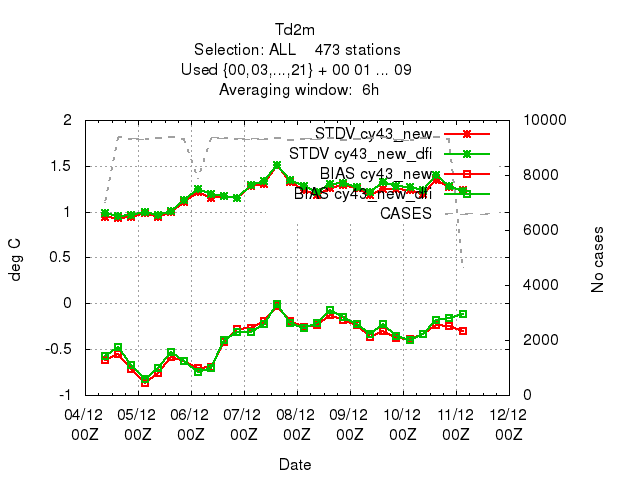 Td2m
Selection: ALL    473 stations
Used {00,03,...,21} + 00 01 ... 09
Averaging window:  6h
2
1.5
1
0.5
0
-0.5
-1
10000
8000
6000
4000
2000
0
STDV cy43_new
STDV cy43_new_dfi
BIAS cy43_new
BIAS cy43_new_dfi
CASES
deg C
No cases
04/12 05/12 06/12 07/12 08/12 09/12 10/12 11/12 12/12
00Z 00Z 00Z 00Z 00Z 00Z 00Z 00Z 00Z
Date